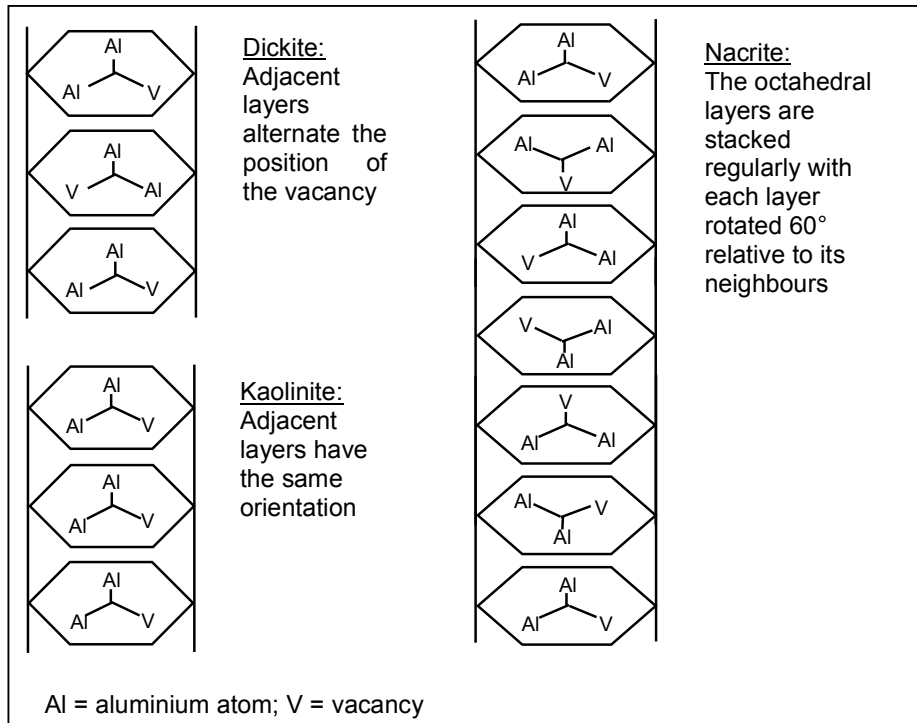 Dickite:
Adjacent
layers
alternate the
position of
the vacancy
Al
Al V
Al
V Al
Al
Al V
Kaolinite:
Adjacent
layers have
the same
orientation
Al
Al V
Al
Al V
Al
Al V
Nacrite:
The octahedral
layers are
stacked
regularly with
each layer
rotated 60°
relative to its
neighbours
Al
Al V
Al Al
V
Al
V Al
V Al
Al
V
Al Al
Al V
Al
Al
Al V
Al = aluminium atom; V = vacancy